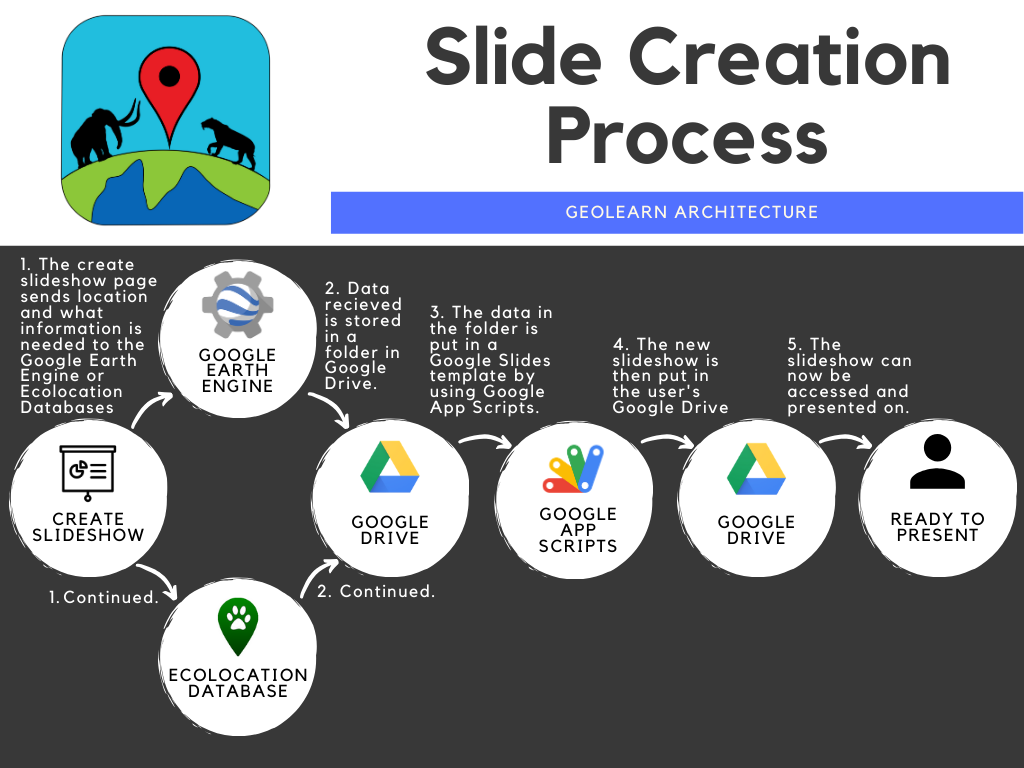 Slide Creation
Process
GEOLEARN ARCHITECTURE
1. The create
slideshow page
sends location
and what
information is
needed to the
Google Earth
Engine or
Ecolocation
Databases
GOOGLE
EARTH
ENGINE
2. Data
recieved
is stored
in a
folder in
Google
Drive.
3. The data in
the folder is
put in a
Google Slides
template by
using Google
App Scripts.
4. The new
slideshow is
then put in
the user's
Google Drive
5. The
slideshow can
now be
accessed and
presented on.
CREATE
SLIDESHOW
GOOGLE
DRIVE
GOOGLE
APP
SCRIPTS
GOOGLE
DRIVE
READY TO
PRESENT
1. Continued.
2. Continued.
ECOLOCATION
DATABASE